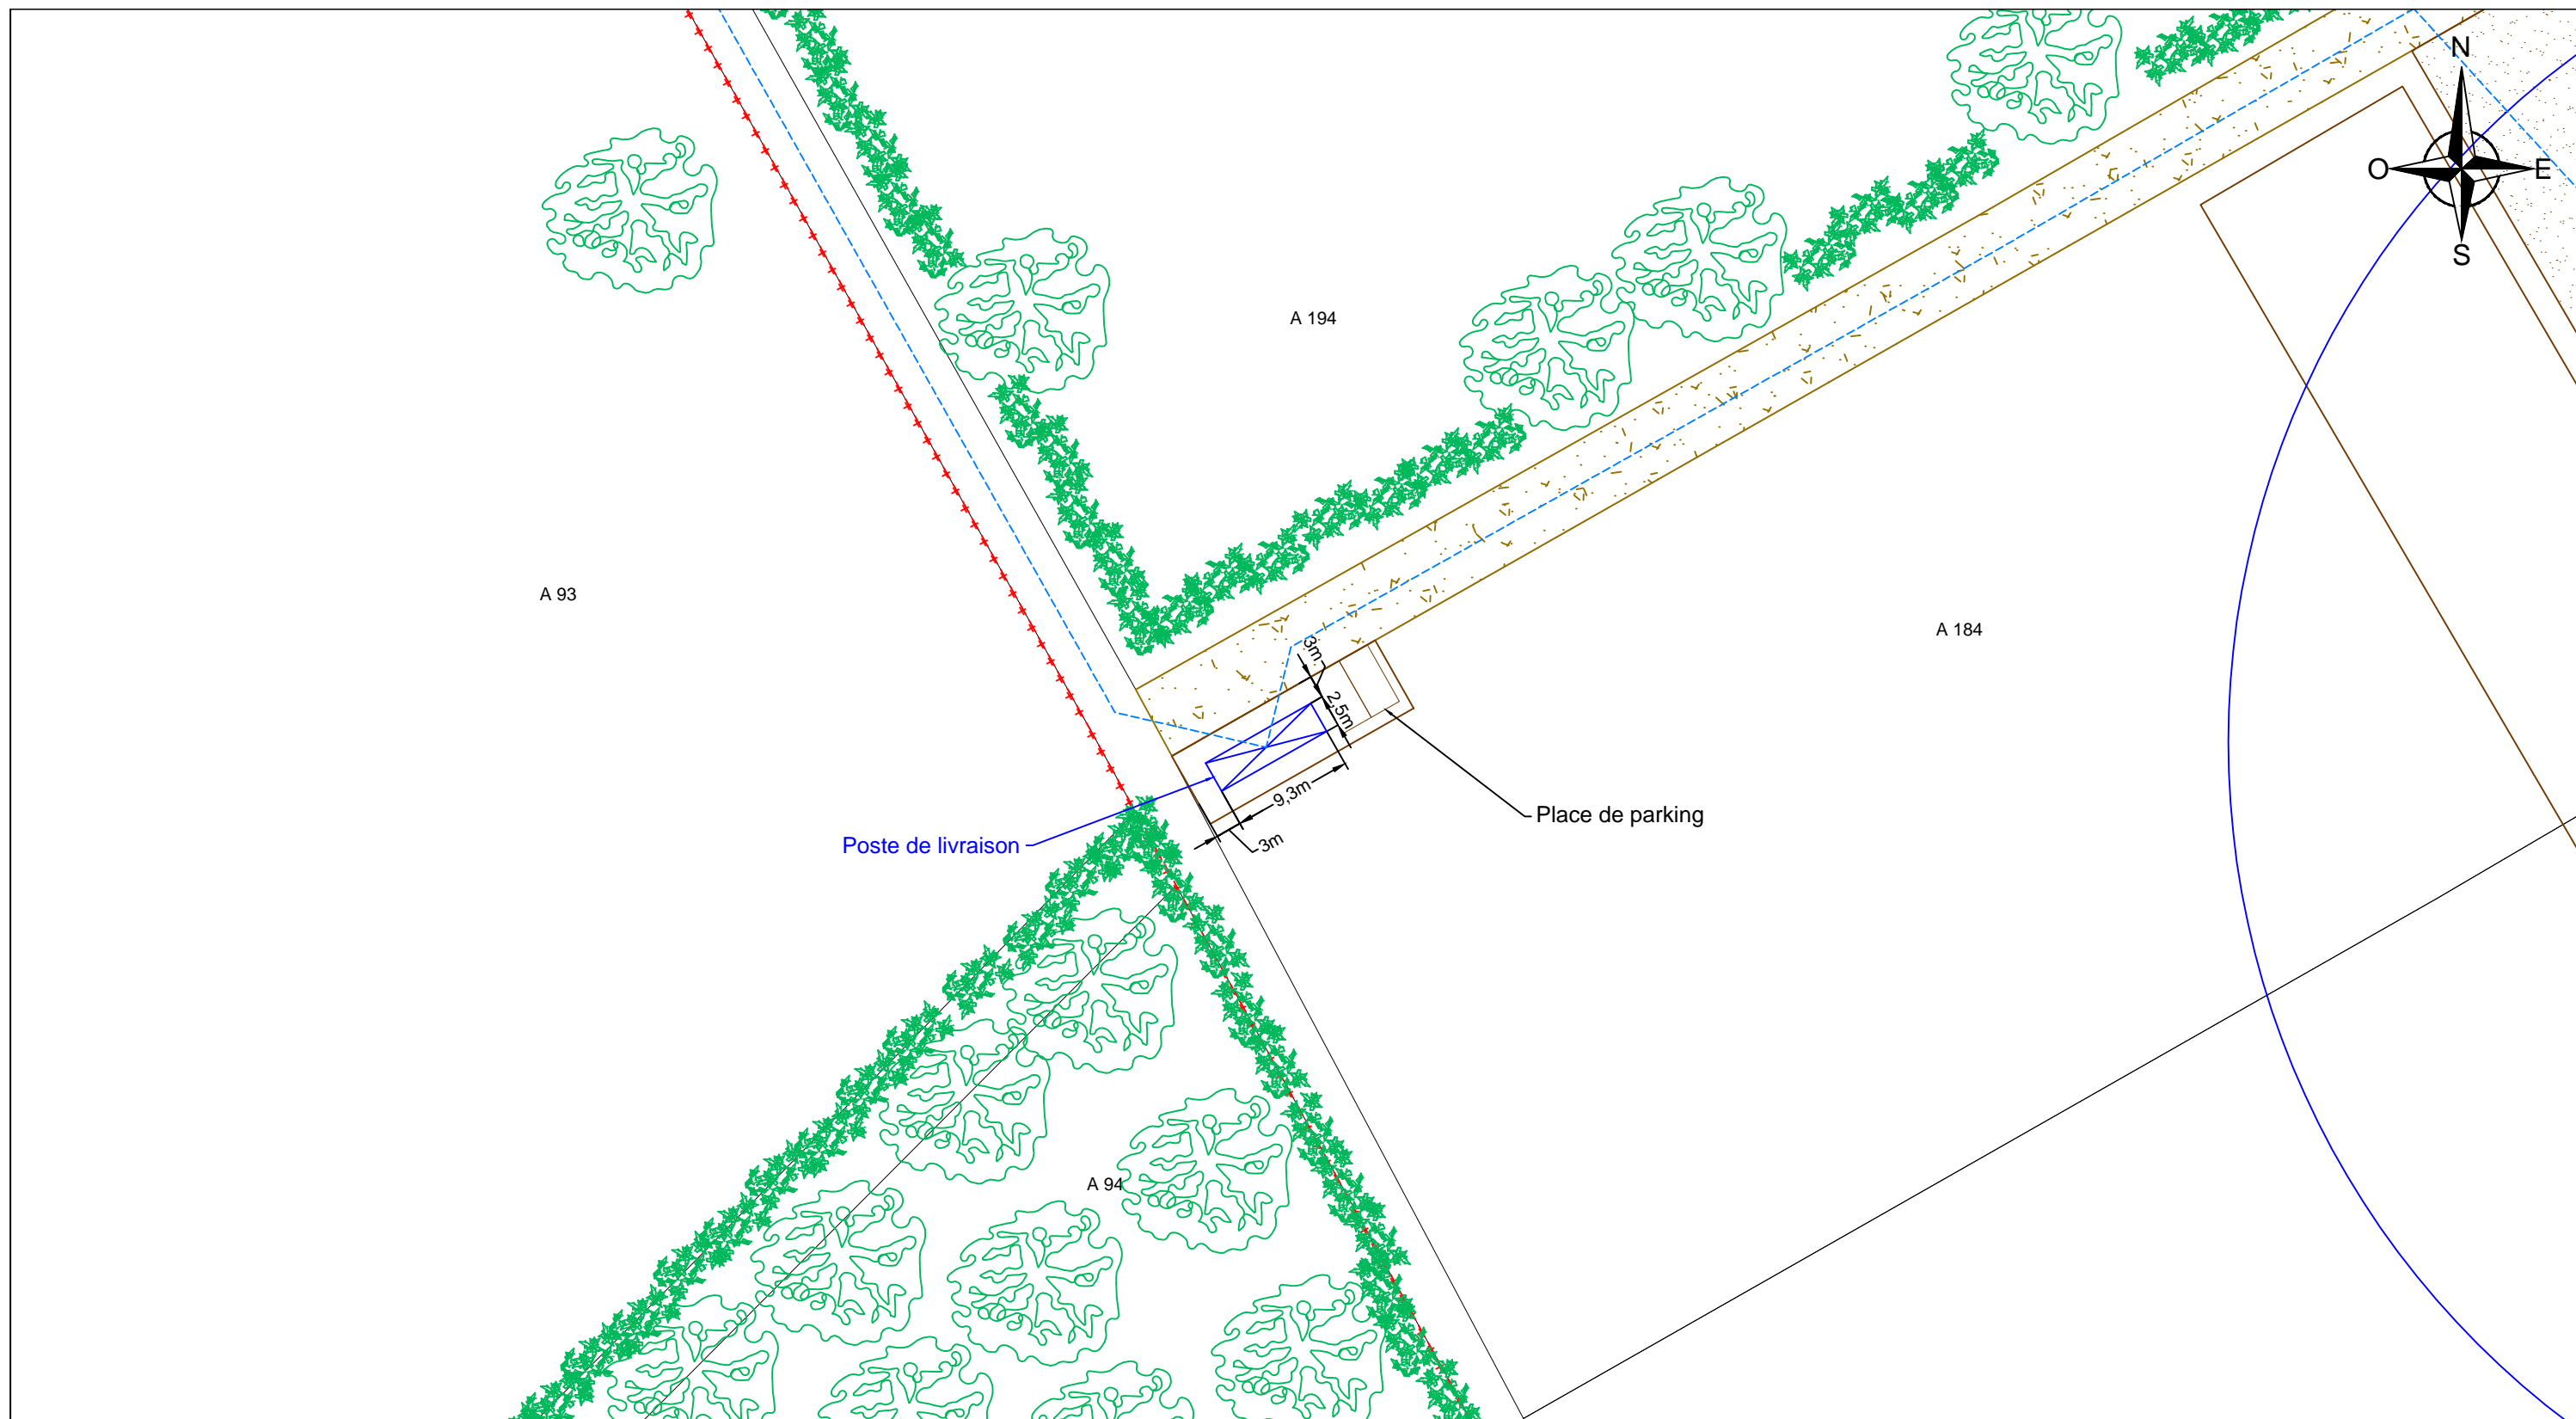 N
O
E
S
A 194
A 93
A 184
3m
2,5m
9,3m
3m
Place de parking
Poste de livraison
A 94